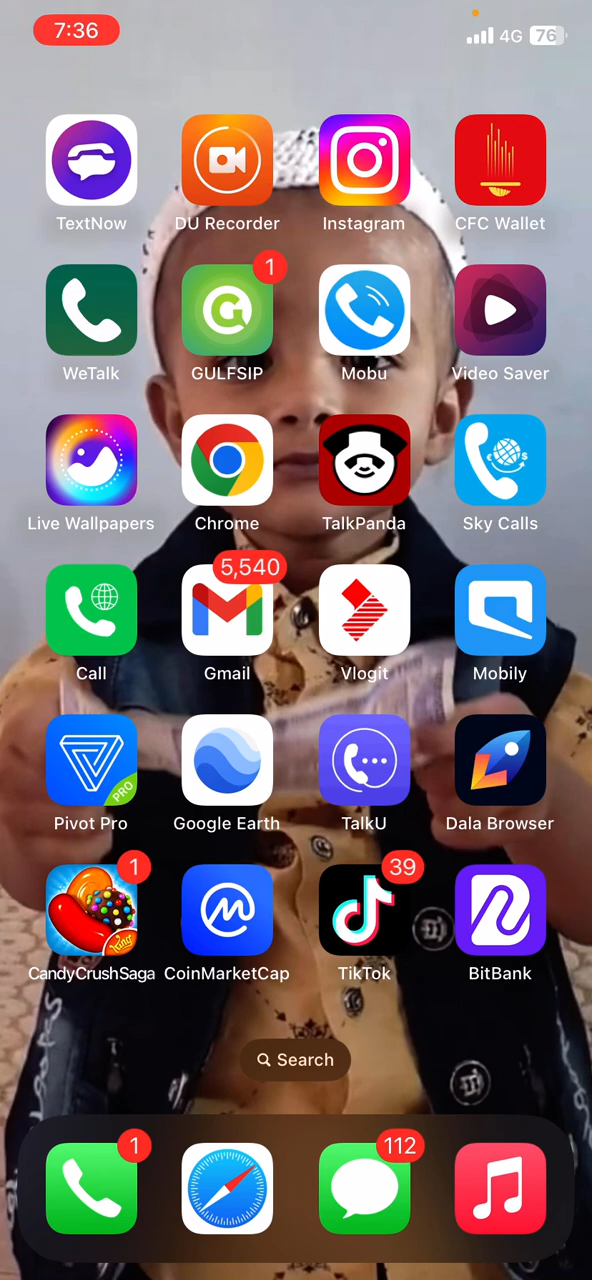 7:36
4G 76
TextNow DU Recorder Instagram CFC Wallet
1
WeTalk GULFSIP Mobu Video Saver
Live Wallpapers Chrome TalkPanda Sky Calls
5,540
Call Gmail Vlogit Mobily
PRO
Pivot Pro Google Earth TalkU Dala Browser
1 39
King
CandyCrushSaga CoinMarketCap TikTok BitBank
Search
1 112